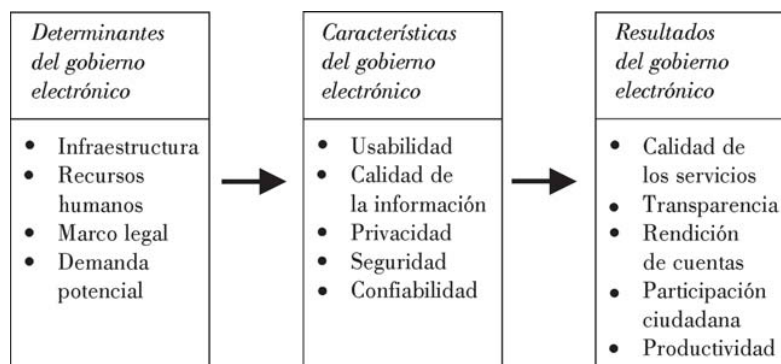 Determinantes
del gobierno
electrónico
• Infraestructura
• Recursos
humanos
• Marco legal
• Demanda
potencial
Características
del gobierno
electrónico
• Usabilidad
• Calidad de
la información
• Privacidad
• Seguridad
• Confiabilidad
Resultados
del gobierno
electrónico
• Calidad de
los servicios
• Transparencia
• Rendición
de cuentas
• Participación
ciudadana
• Productividad